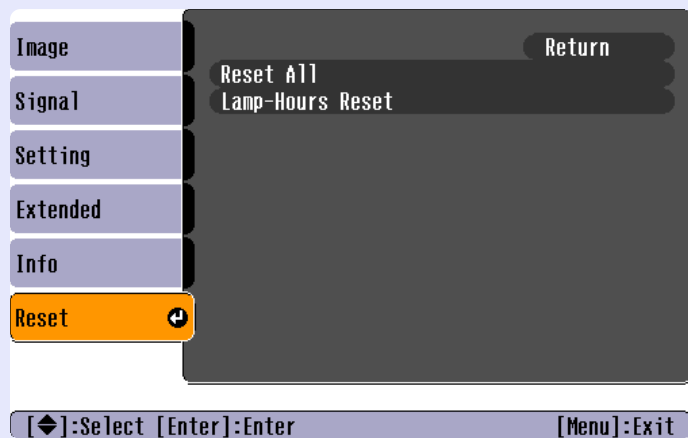 Image
Signal
Setting
Extended
Info
Reset
Return
Reset All
Lamp-Hours Reset
[◆]:Select [Enter]:Enter
[Menu]:Exit